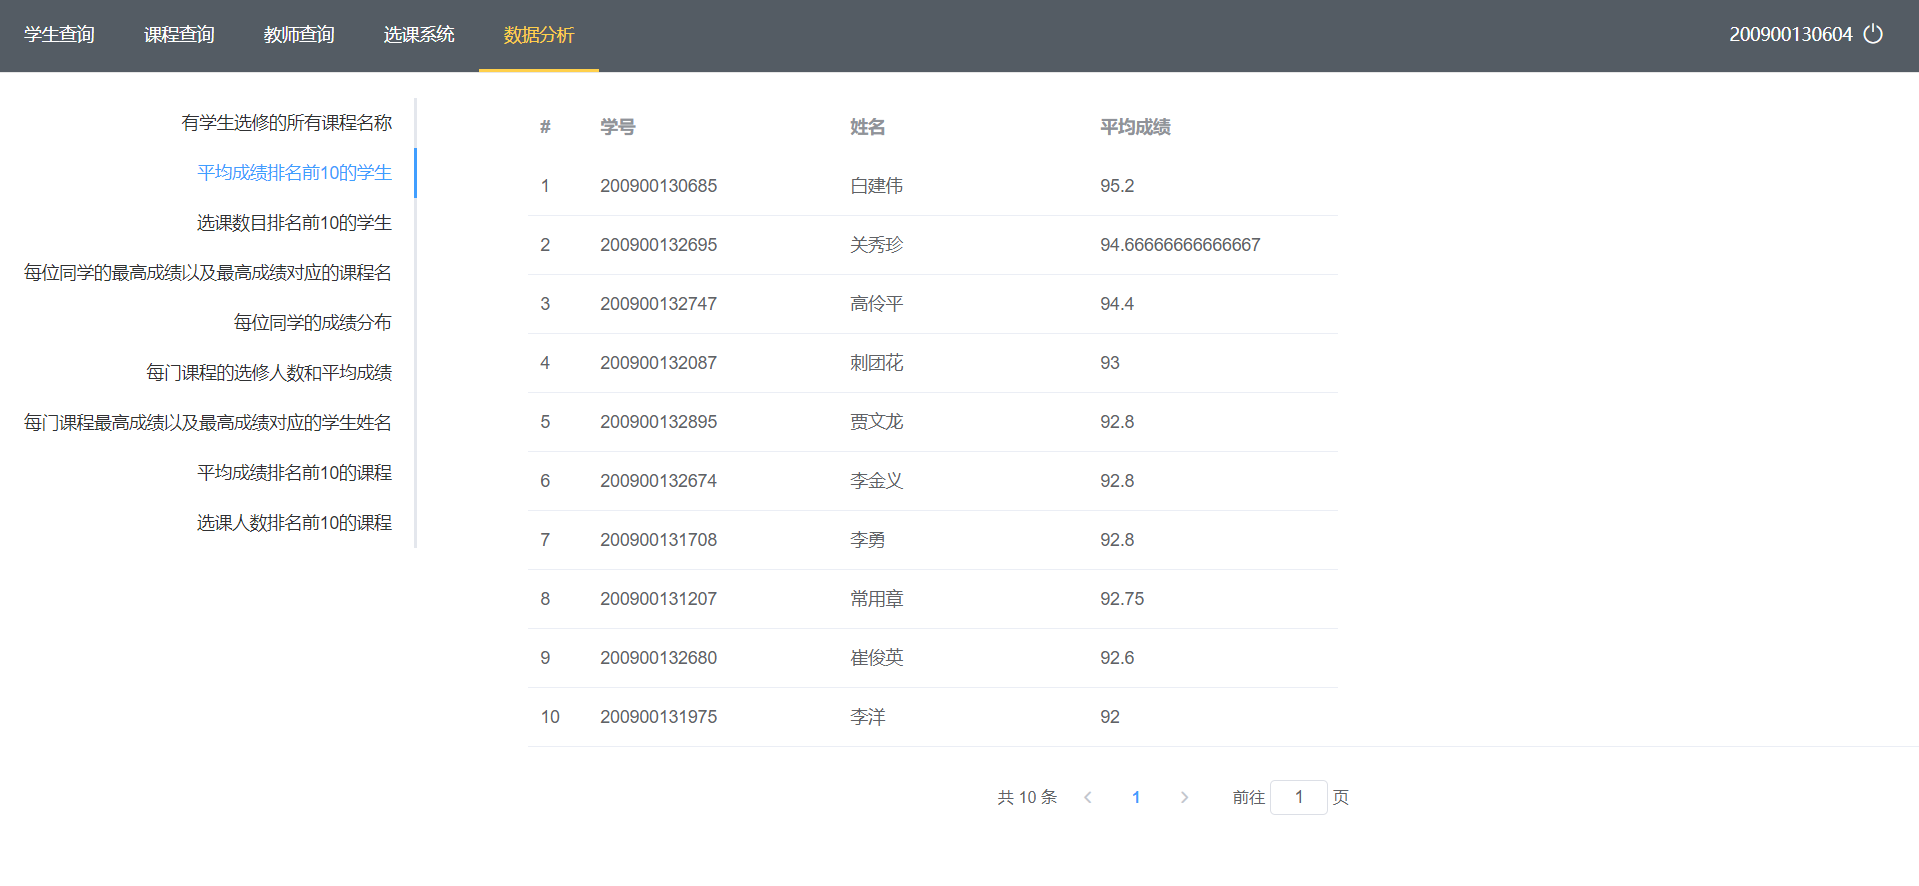 学生查询 课程查询 教师查询 选课系统 数据分析 200900130604
有学生选修的所有课程名称
平均成绩排名前10的学生
选课数目排名前10的学生
每位同学的最高成绩以及最高成绩对应的课程名
每位同学的成绩分布
每门课程的选修人数和平均成绩
每门课程最高成绩以及最高成绩对应的学生姓名
平均成绩排名前10的课程
选课人数排名前10的课程
# 学号 姓名 平均成绩
1 200900130685 白建伟 95.2
2 200900132695 关秀珍 94.66666666666667
3 200900132747 高伶平 94.4
4 200900132087 刺团花 93
5 200900132895 贾文龙 92.8
6 200900132674 李金义 92.8
7 200900131708 李勇 92.8
8 200900131207 常用章 92.75
9 200900132680 崔俊英 92.6
10 200900131975 李洋 92
共 10 条 1 前往 1 页